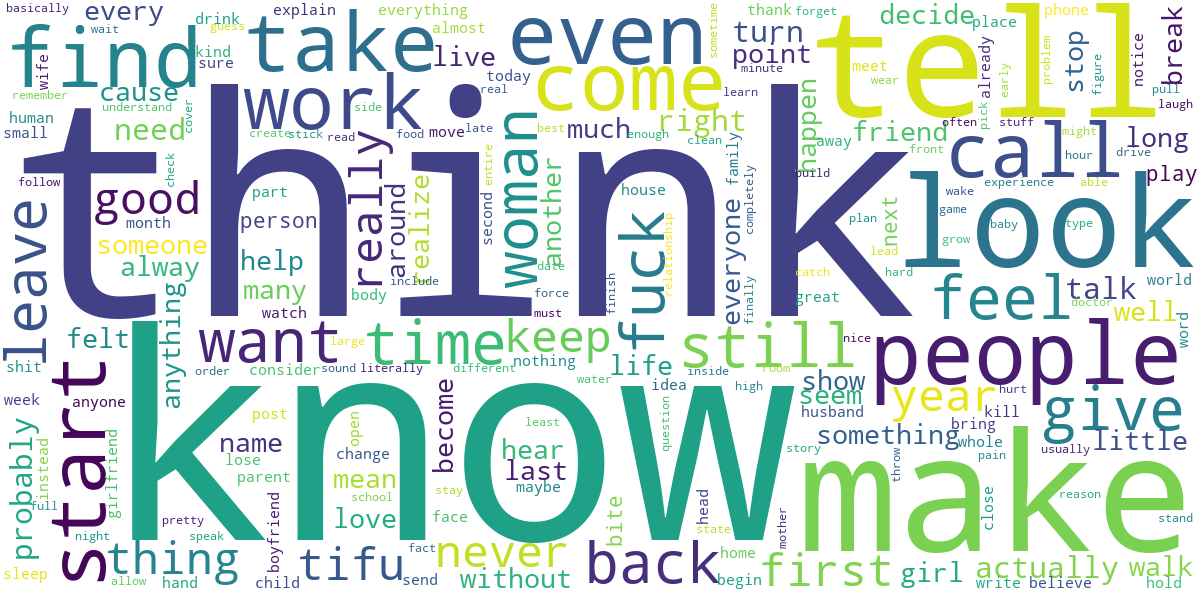 think
know
tell
make
look
people
find
take
even
come
work
call
start
still
feel
give
time
want
keep
woman
fuck
leave
back
first
tifu
never
thing
year
really
good
right
friend
turn
point
decide
break
stop
every
cause
need
live
much
another
happen
long
play
talk
well
someone
alway
help
many
person
around
realize
everyone
felt
anything
life
show
seem
something
little
probably
name
become
hear
last
mean
love
without
girl
actually
walk
bite
next
basically
wait
drink
explain
everything
almost
guess
kind
sure
wife
remember
understand
cover
human
small
today
real
move
late
side
create
stick
read
food
check
follow
month
part
watch
body
include
second
entire
best
enough
clean
learn
minute
sometime
thank
forget
place
phone
meet
wear
already
early
problem
figure
notice
pull
laugh
often
stuff
pick
might
hour
drive
away
front
build
wake
experience
able
game
baby
type
grow
plan
lead
hard
catch
great
house
family
completely
relationship
finally
finish
date
force
must
world
doctor
word
nice
hurt
large
order
consider
sound
literally
different
nothing
water
inside
room
high
idea
shit
week
anyone
post
open
change
lose
parent
school
stay
face
least
maybe
question
story
husband
kill
bring
whole
usually
pain
throw
close
reason
stand
instead
girlfriend
full
night
pretty
speak
boyfriend
sleep
allow
hand
child
send
fact
head
state
mother
home
begin
write
believe
hold